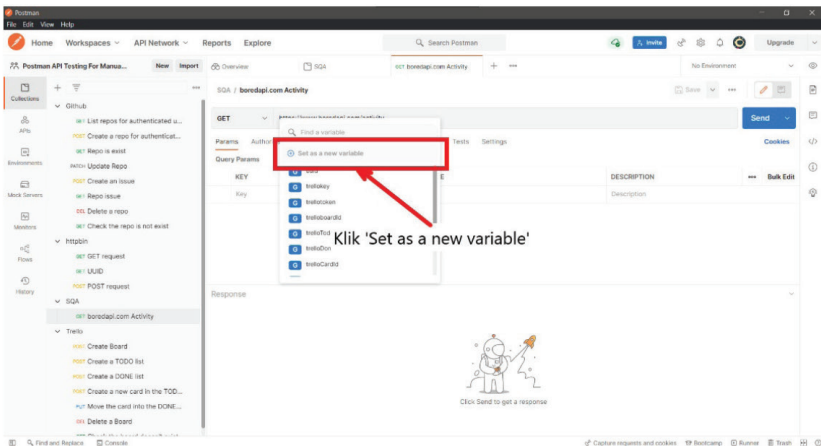 Postman
File Edit View Help
Home Workspaces API Network Reports Explore
Search Postman
Invite
Upgrade
Postman API Testing For Manua...
New Import
Overview
SQA
GET boredapi.com Activity
No Environment
Collections
APIs
Environments
Mock Servers
Monitors
Flows
History
Github
GET List repos for authenticated u...
POST Create a repo for authenticat...
GET Repo is exist
PATCH Update Repo
POST Create an issue
GET Repo issue
DEL Delete a repo
GET Check the repo is not exist
httpbin
GET GET request
GET UUID
POST POST request
SQA
GET boredapi.com Activity
Trello
POST Create Board
POST Create a TODO list
POST Create a DONE list
POST Create a new card in the TOD...
PUT Move the card into the DONE...
DEL Delete a Board
SQA / boredapi.com Activity
Save
GET
https://www.boredapi.com/activity
Send
Params
Tests Settings
Cookies
Find a variable
Set as a new variable
Query Params
KEY
DESCRIPTION
Bulk Edit
Key
Description
G trellokey
G trellotoken
G trelloboardId
G trelloTod
G trelloDon
G trelloCardId
Klik 'Set as a new variable'
Response
Click Send to get a response
Find and Replace Console
Capture requests and cookies Bootcamp Runner Trash